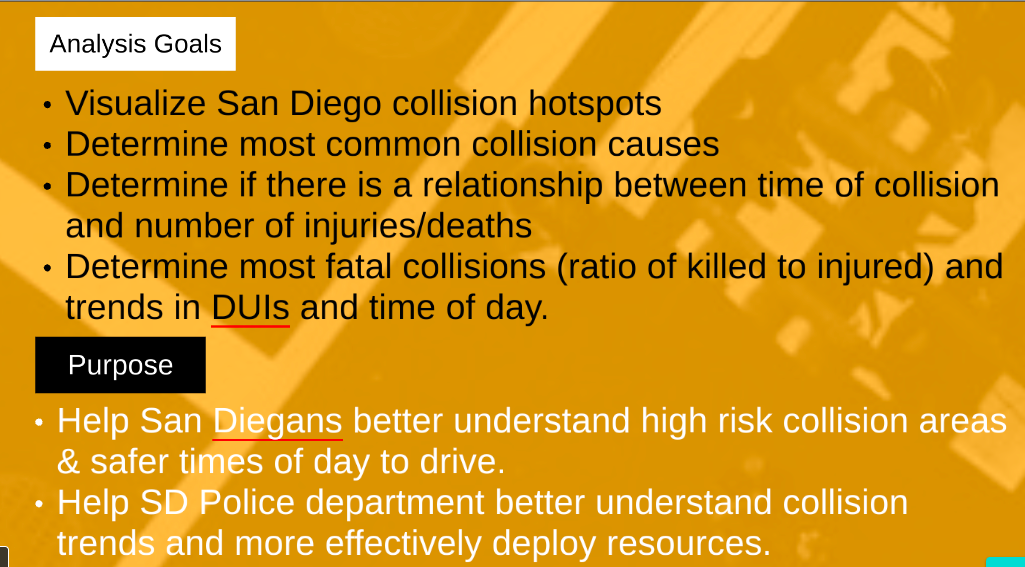 Analysis Goals
• Visualize San Diego collision hotspots
• Determine most common collision causes
• Determine if there is a relationship between time of collision
and number of injuries/deaths
• Determine most fatal collisions (ratio of killed to injured) and
trends in DUIs and time of day.
Purpose
• Help San Diegans better understand high risk collision areas
& safer times of day to drive.
• Help SD Police department better understand collision
trends and more effectively deploy resources.